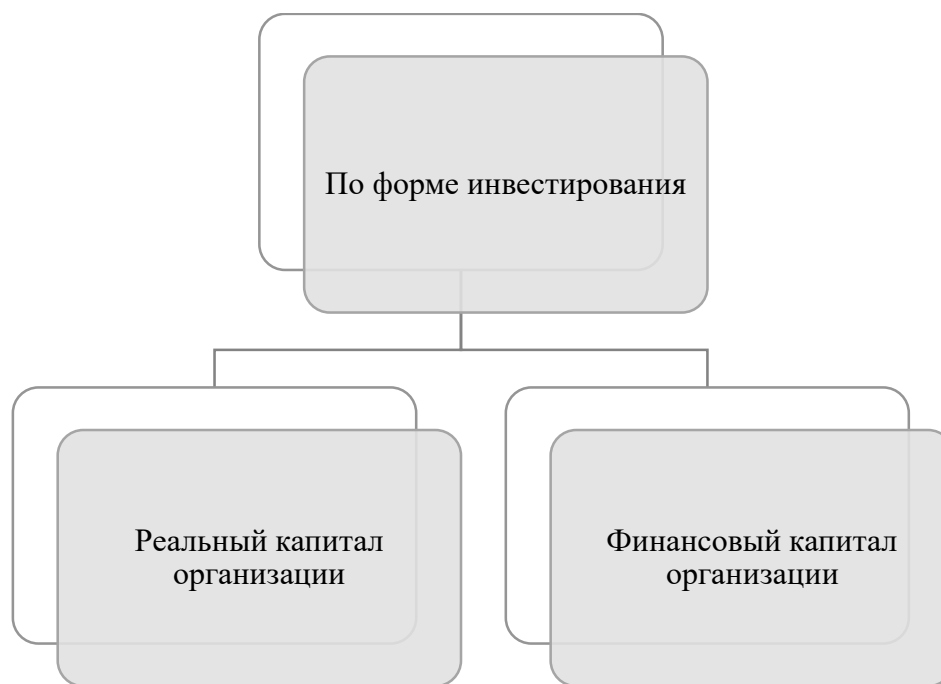 По форме инвестирования
Реальный капитал
организации
Финансовый капитал
организации